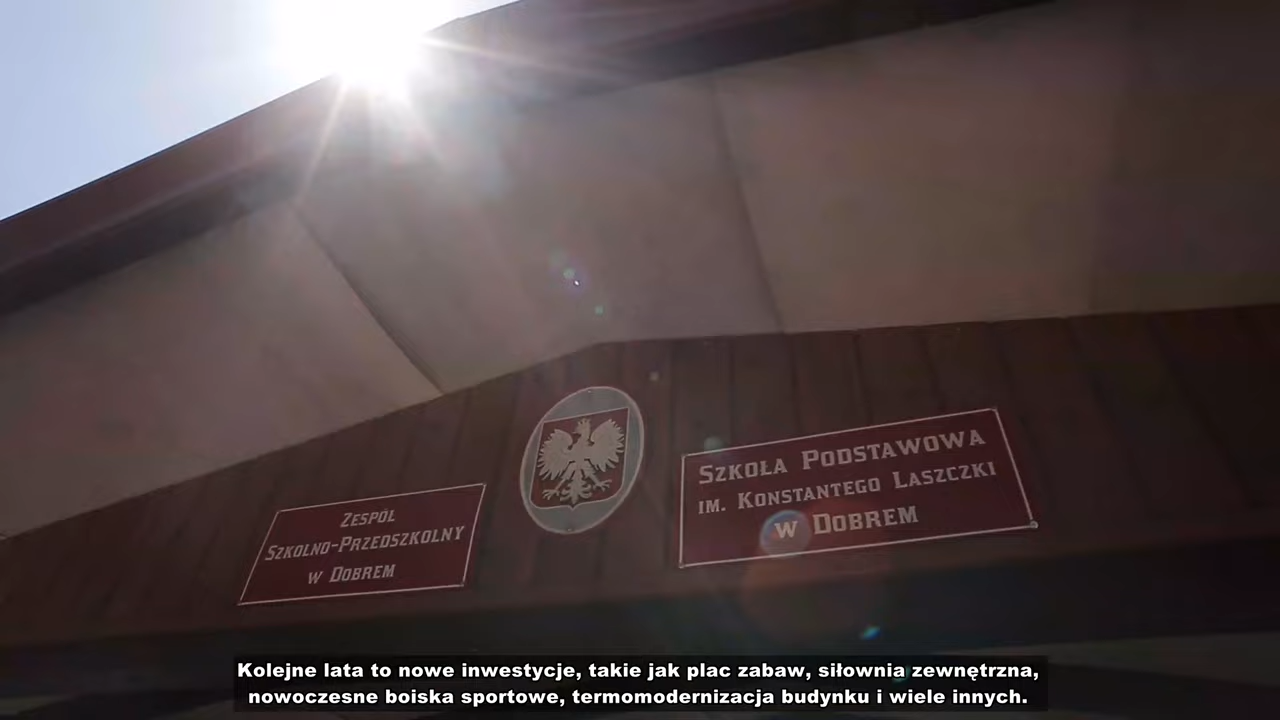 ZESPÓŁ
SZKOLNO-PRZEDSZKOLNY
W DOBREM
SZKOŁA PODSTAWOWA
IM. KONSTANTEGO LASZCZKI
W DOBREM
Kolejne lata to nowe inwestycje, takie jak plac zabaw, siłownia zewnętrzna,
nowoczesne boiska sportowe, termomodernizacja budynku i wiele innych.